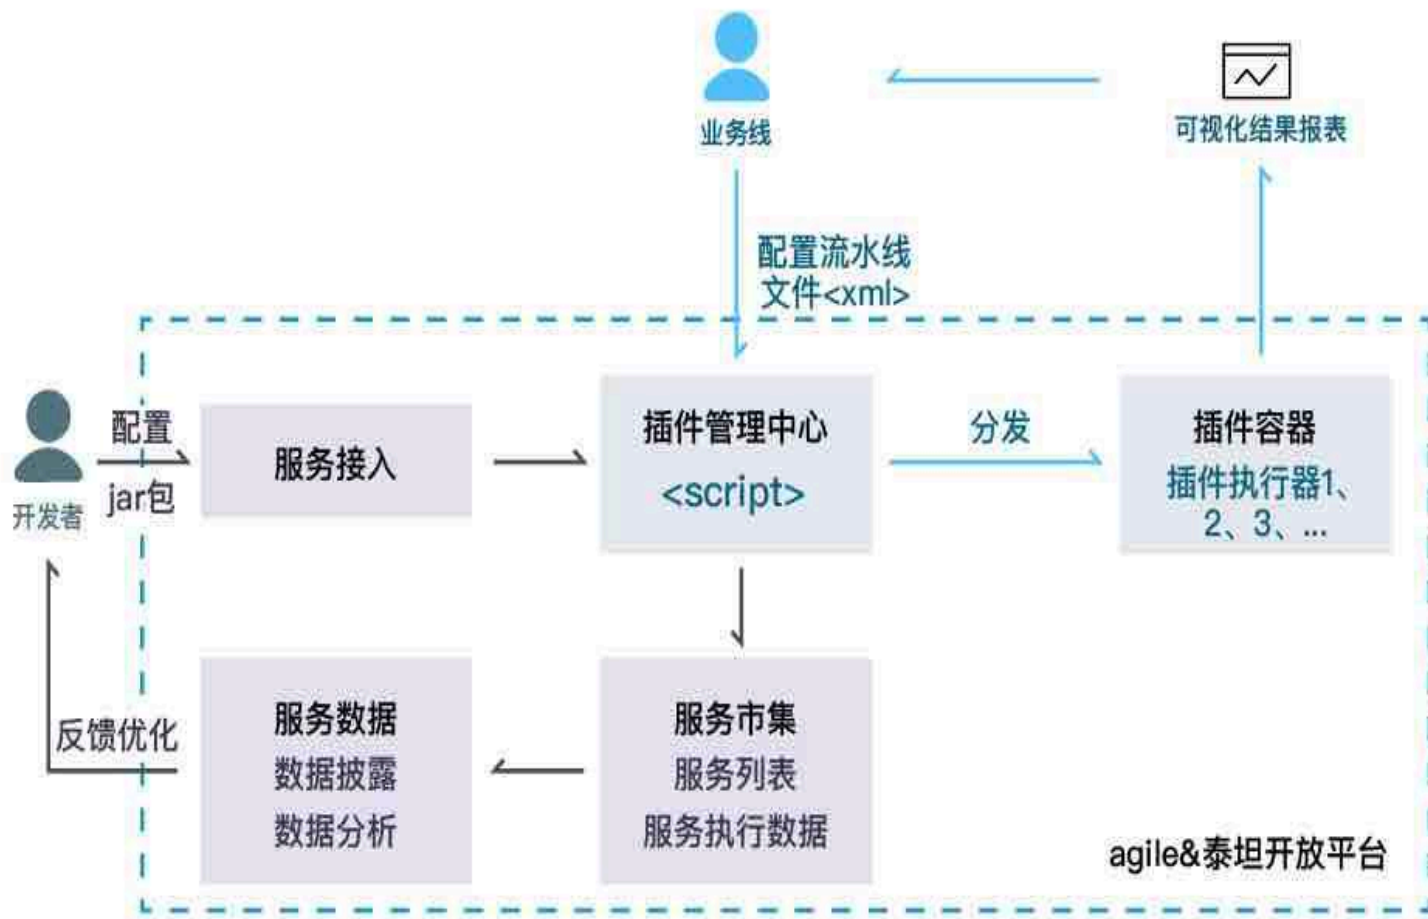 业务线
可视化结果报表
配置流水线
文件<xml>
开发者
配置
jar包
服务接入
插件管理中心
<script>
分发
插件容器
插件执行器1、
2、3、...
反馈优化
服务数据
数据披露
数据分析
服务市集
服务列表
服务执行数据
agile&泰坦开放平台